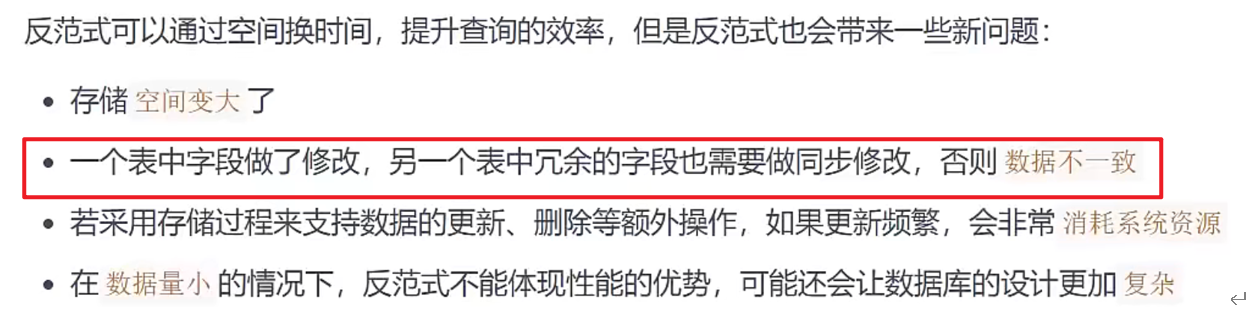 反范式可以通过空间换时间，提升查询的效率，但是反范式也会带来一些新问题：
• 存储 空间变大 了
• 一个表中字段做了修改，另一个表中冗余的字段也需要做同步修改，否则 数据不一致
• 若采用存储过程来支持数据的更新、删除等额外操作，如果更新频繁，会非常 消耗系统资源
• 在 数据量小 的情况下，反范式不能体现性能的优势，可能还会让数据库的设计更加 复杂